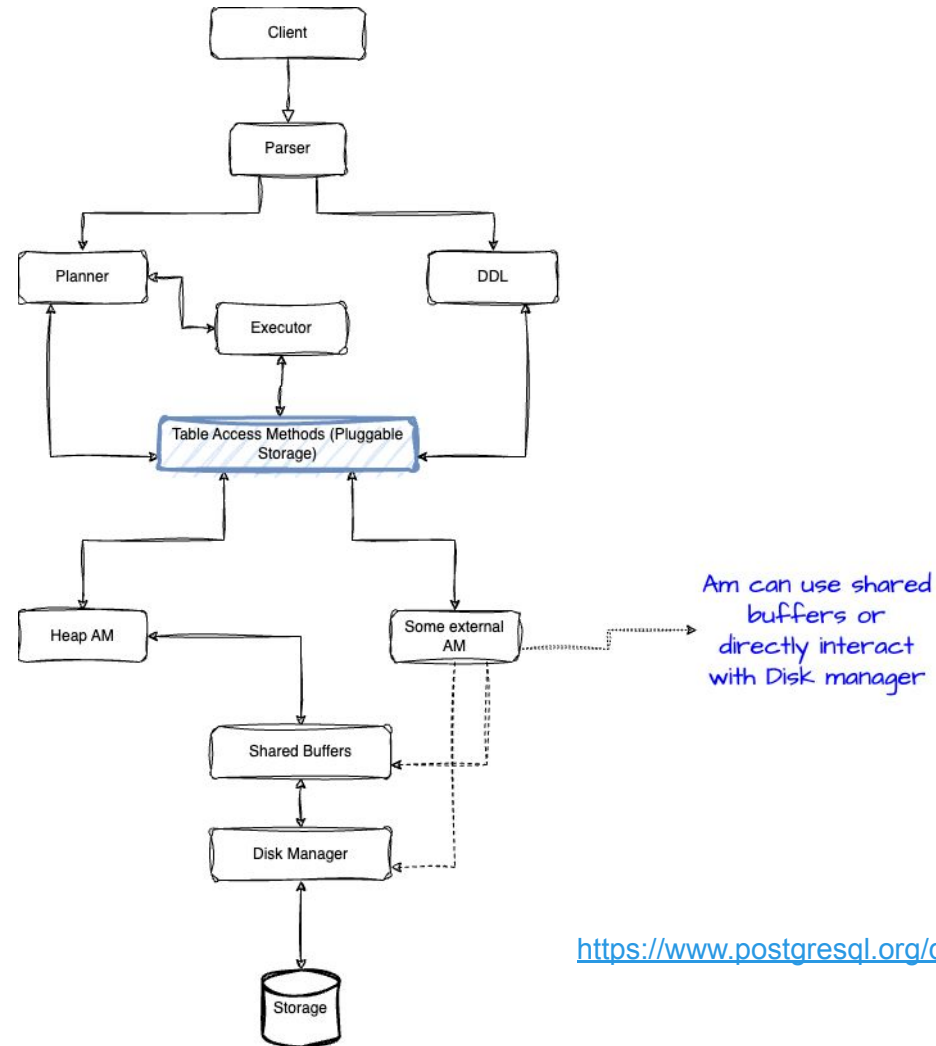 Client
Parser
Planner
DDL
Executor
Table Access Methods (Pluggable
Storage)
Heap AM
Some external
AM
Am can use shared
buffers or
directly interact
with Disk manager
Shared Buffers
Disk Manager
https://www.postgresql.org/
Storage